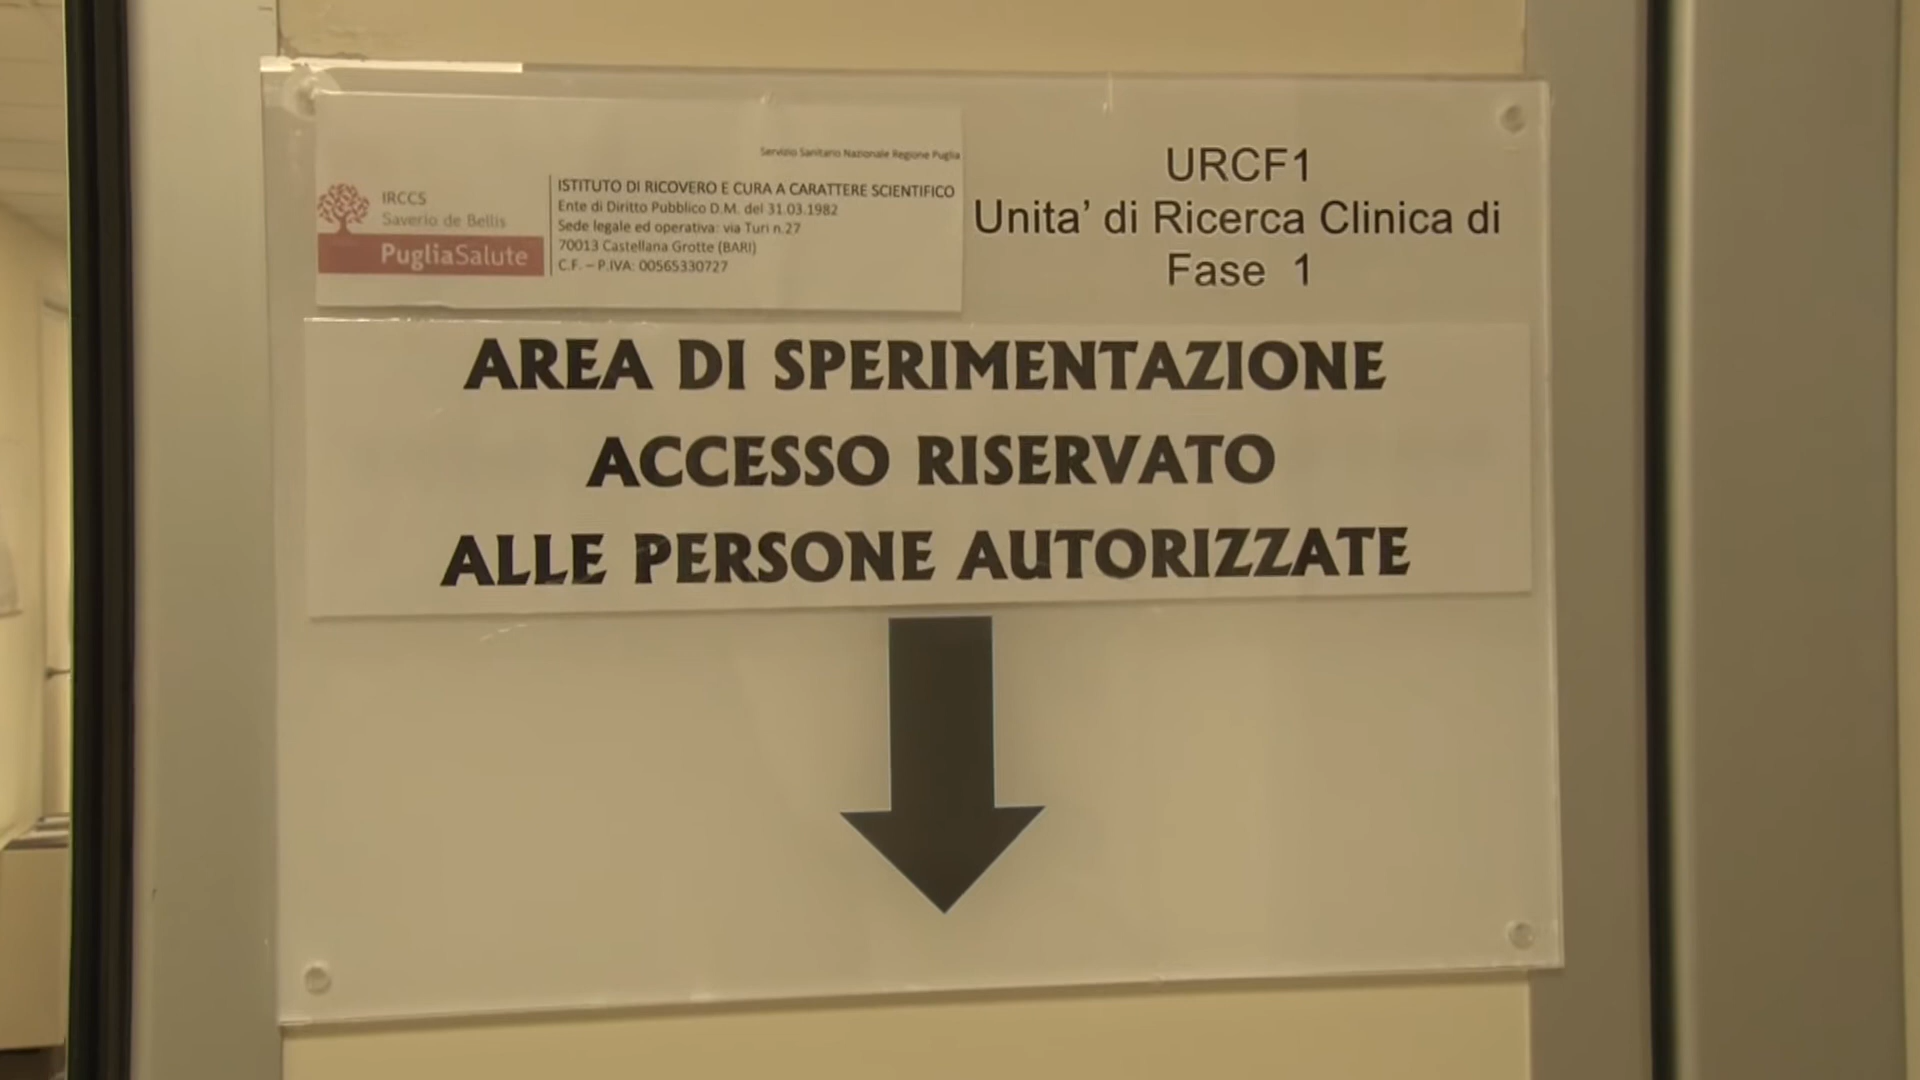 Servizio Sanitario Nazionale Regione Puglia
IRCCS
Saverio de Bellis
PugliaSalute
ISTITUTO DI RICOVERO E CURA A CARATTERE SCIENTIFICO
Ente di Diritto Pubblico D.M. del 31.03.1982
Sede legale ed operativa: via Turi n.27
70013 Castellana Grotte (BARI)
C.F. – P.IVA: 00565330727
URCF1
Unita' di Ricerca Clinica di
Fase 1
AREA DI SPERIMENTAZIONE
ACCESSO RISERVATO
ALLE PERSONE AUTORIZZATE